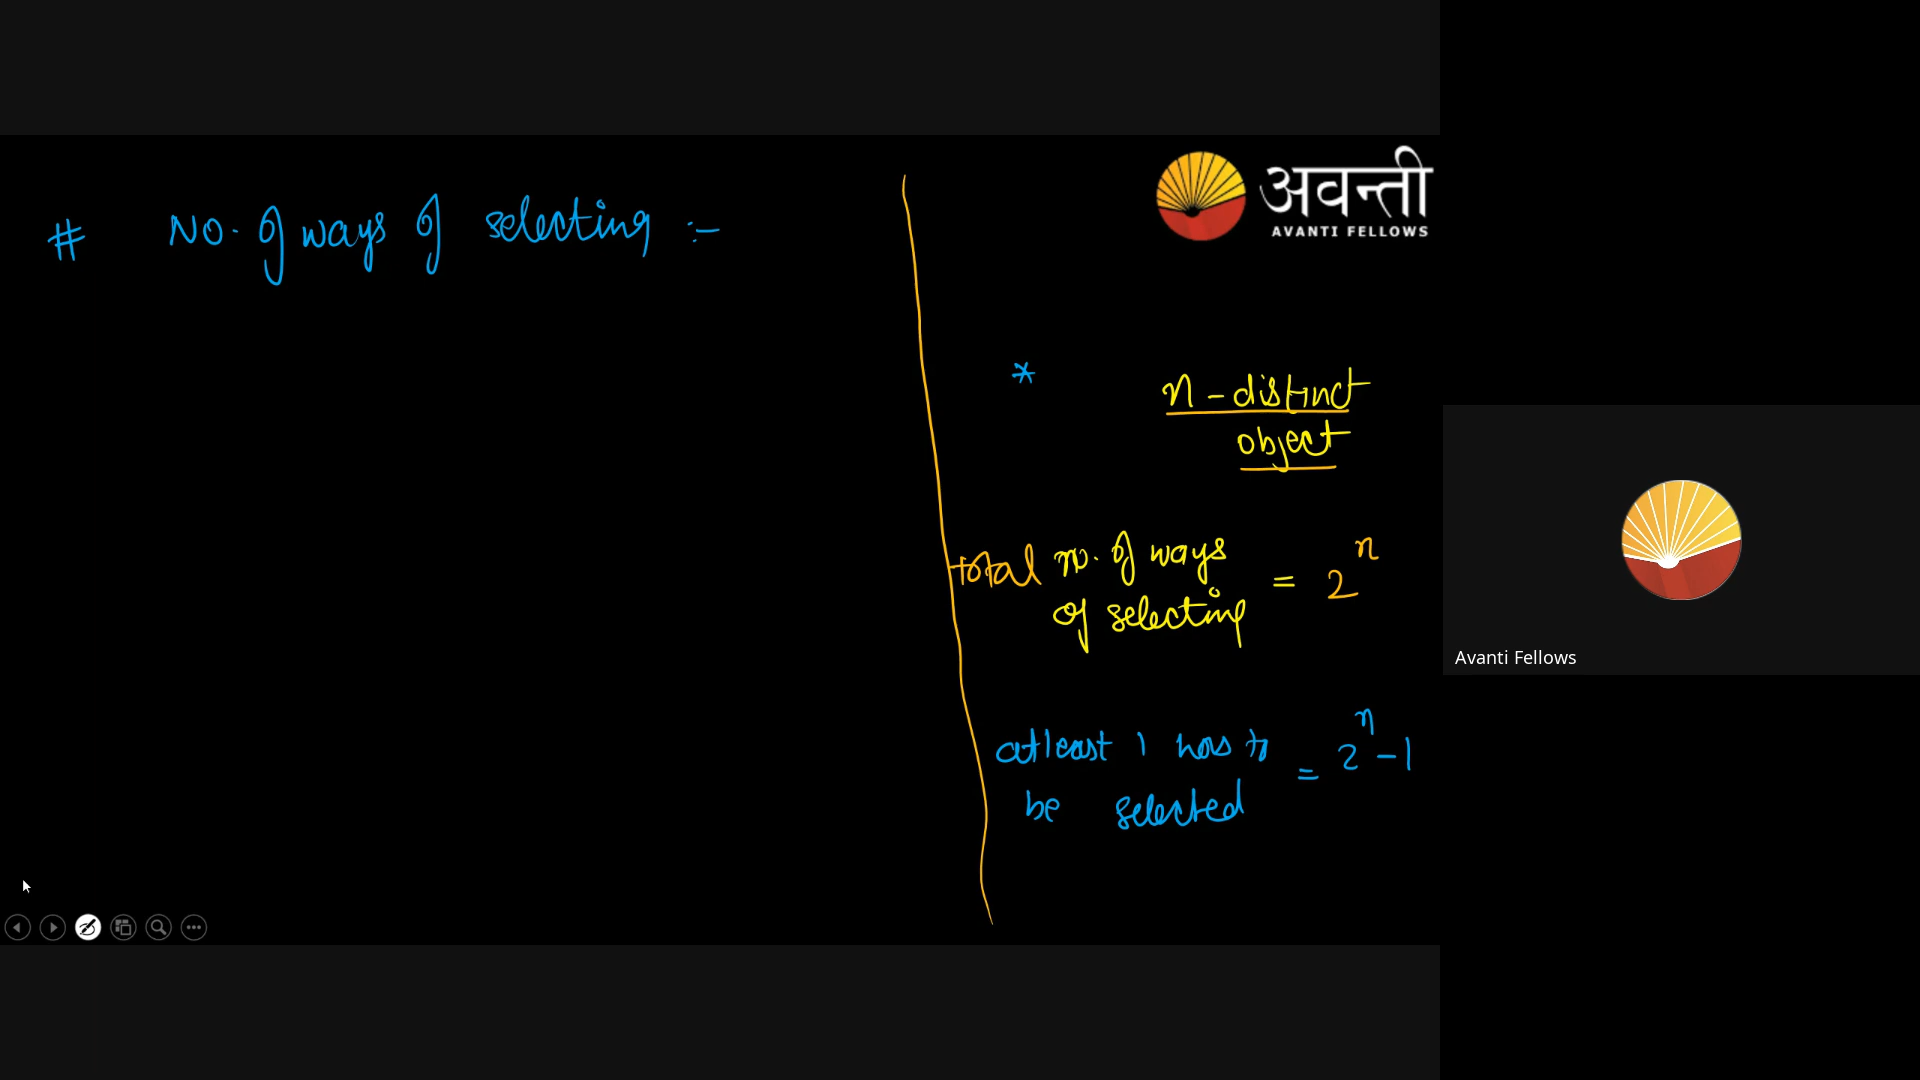 # No. of ways of selecting :-
अवन्ती
AVANTI FELLOWS
*
n - distinct
object
total no. of ways
of selecting = 2^n
atleast 1 has to
be selected = 2^n - 1
Avanti Fellows